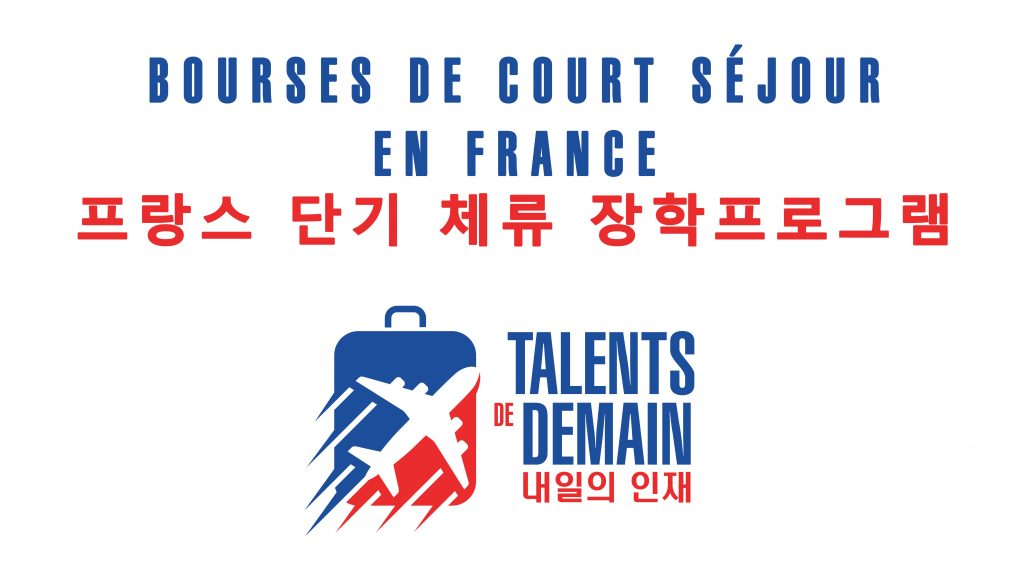 BOURSES DE COURT SÉJOUR
EN FRANCE
프랑스 단기 체류 장학프로그램
TALENTS
DE DEMAIN
내일의 인재